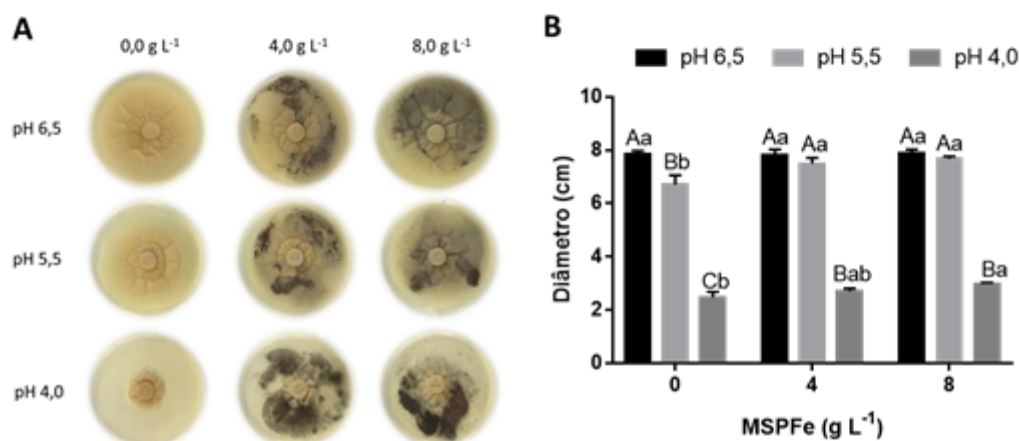 A
0,0 g L⁻¹ 4,0 g L⁻¹ 8,0 g L⁻¹
pH 6,5
pH 5,5
pH 4,0
B
pH 6,5 pH 5,5 pH 4,0
Diâmetro (cm)
10
8
6
4
2
0
Aa Bb Cb
Aa Aa Bab
Aa Aa Ba
0 4 8
MSPFe (g L⁻¹)